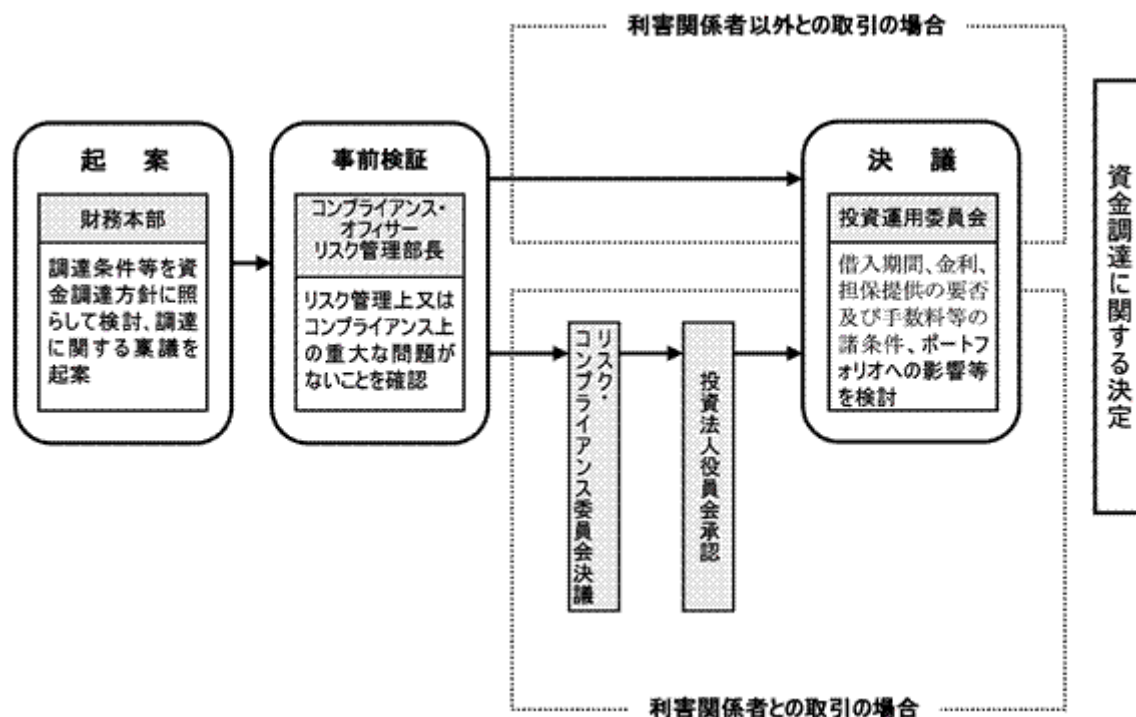 利害関係者以外との取引の場合
起 案
財務本部
調達条件等を資
金調達方針に照
らして検討、調達
に関する稟議を
起案
事前検証
コンプライアンス・
オフィサー
リスク管理部長
リスク管理上又は
コンプライアンス上
の重大な問題が
ないことを確認
リスク・
コンプライアンス委員会決議
投資法人役員会承認
決 議
投資運用委員会
借入期間、金利、
担保提供の要否
及び手数料等の
諸条件、ポートフ
ォリオへの影響等
を検討
資金調達に関する決定
利害関係者との取引の場合